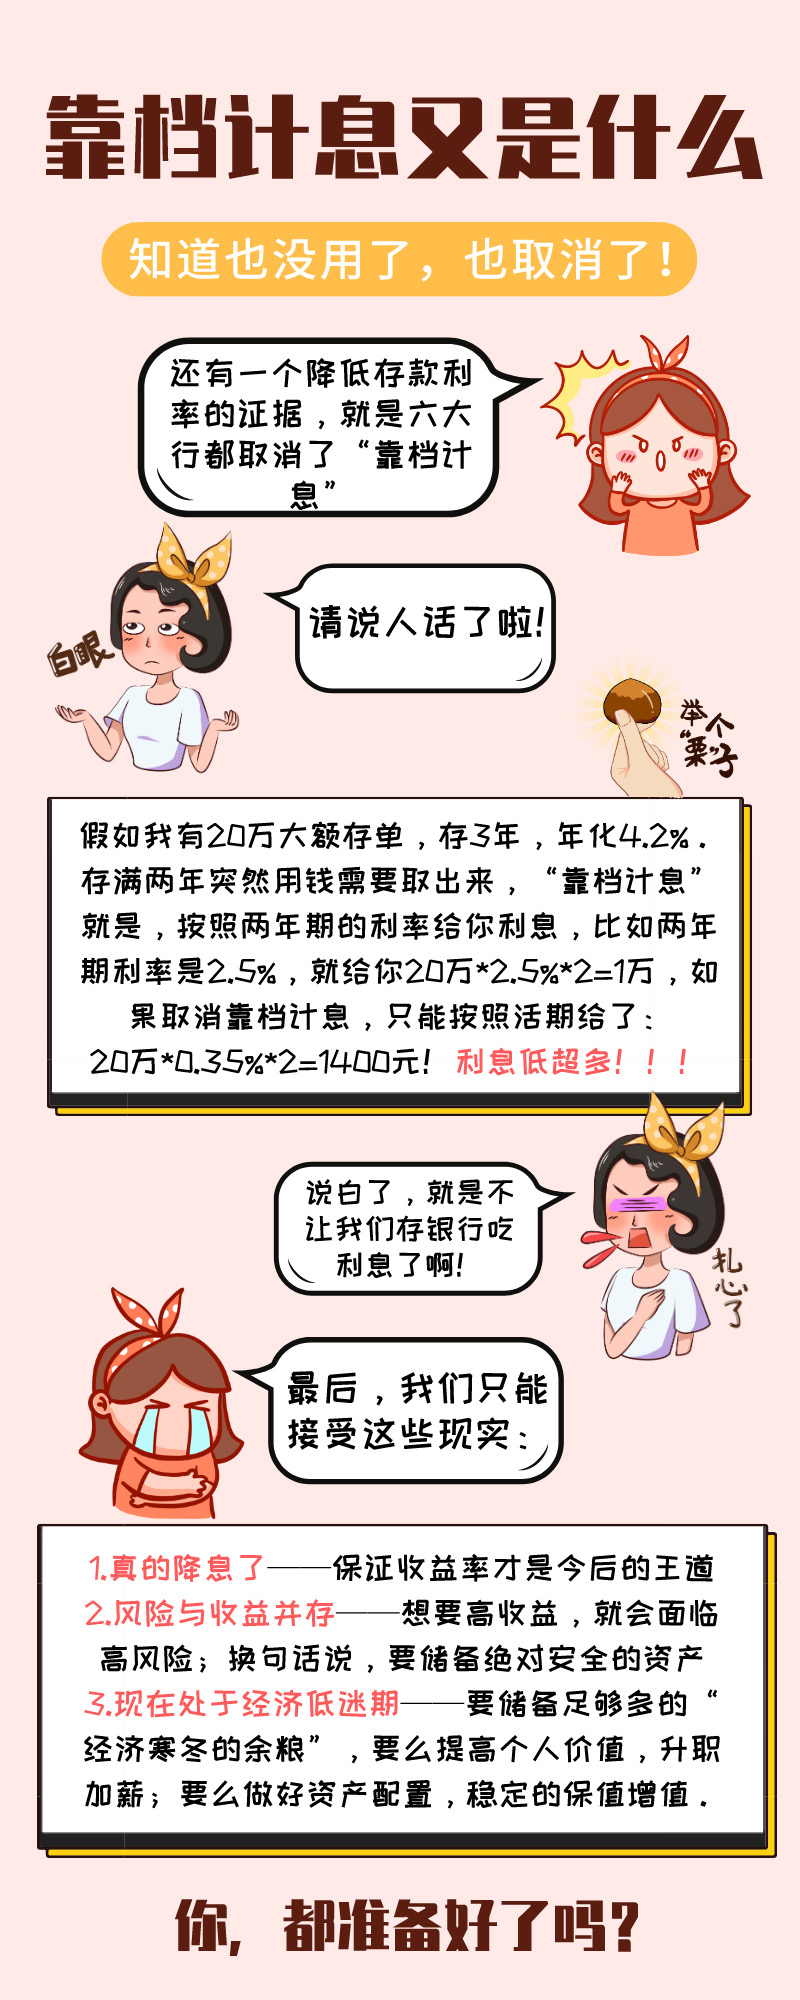 靠档计息又是什么
知道也没用了，也取消了！
还有一个降低存款利
率的证据，就是六大
行都取消了“靠档计
息”
请说人话了啦!
白眼
举个
“栗”子
假如我有20万大额存单，存3年，年化4.2%.
存满两年突然用钱需要取出来，“靠档计息”
就是，按照两年期的利率给你利息，比如两年
期利率是2.5%，就给你20万*2.5%*2=1万，如
果取消靠档计息，只能按照活期给了：
20万*0.35%*2=1400元！利息低超多！！！
说白了，就是不
让我们存银行吃
利息了啊!
扎心了
最后，我们只能
接受这些现实：
1.真的降息了——保证收益率才是今后的王道
2.风险与收益并存——想要高收益，就会面临
高风险；换句话说，要储备绝对安全的资产
3.现在处于经济低迷期——要储备足够多的“
经济寒冬的余粮”，要么提高个人价值，升职
加薪；要么做好资产配置，稳定的保值增值.
你，都准备好了吗？